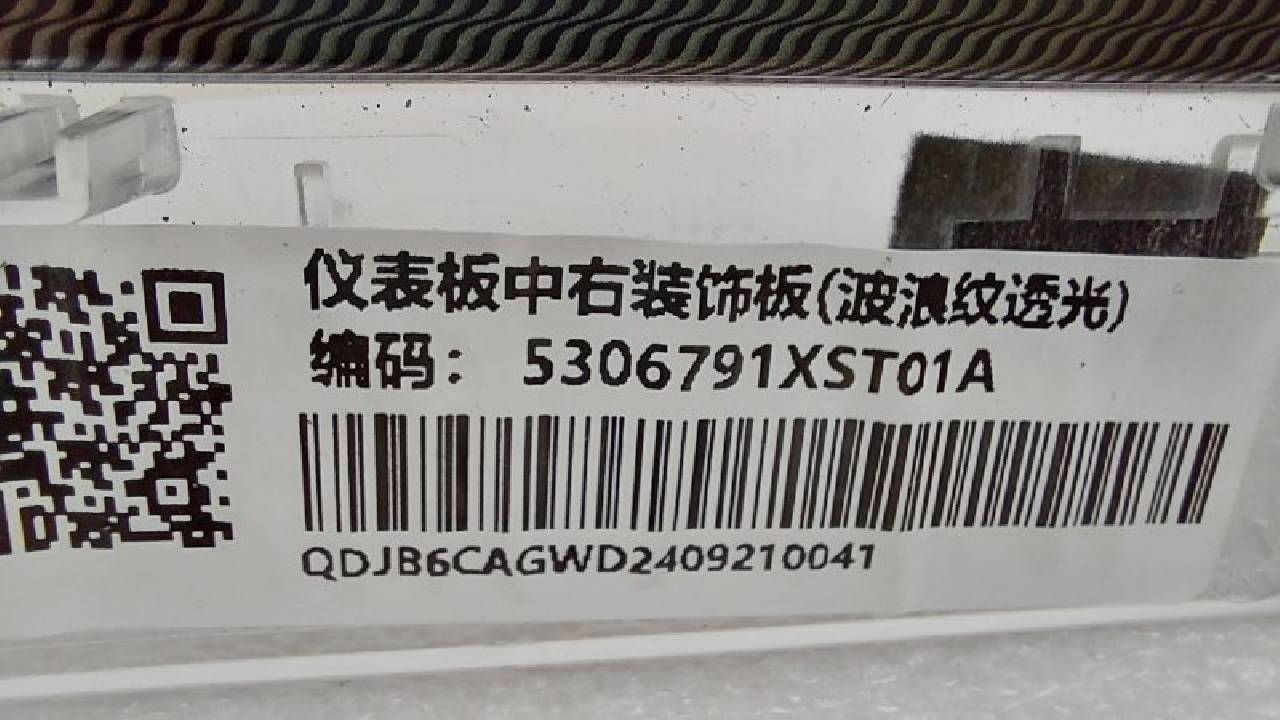 仪表板中右装饰板(波浪纹透光)
编码： 5306791XST01A
QDJB6CAGWD2409210041